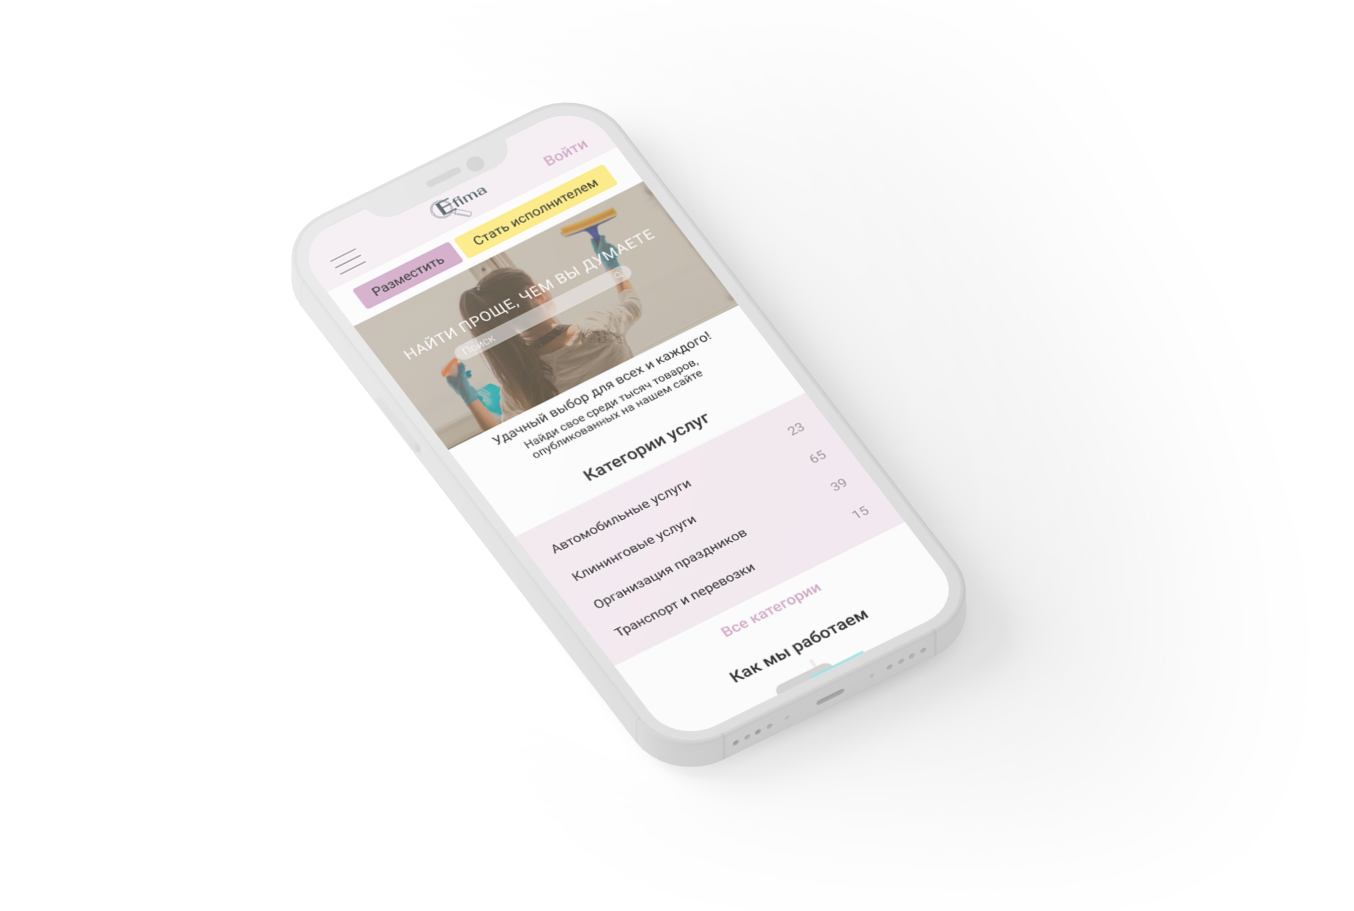 Войти
Efima
Разместить
Стать исполнителем
НАЙТИ ПРОЩЕ, ЧЕМ ВЫ ДУМАЕТЕ
Поиск
Удачный выбор для всех и каждого!
Найди свое среди тысяч товаров,
опубликованных на нашем сайте
Категории услуг
Автомобильные услуги 23
Клининговые услуги 65
Организация праздников 39
Транспорт и перевозки 15
Все категории
Как мы работаем